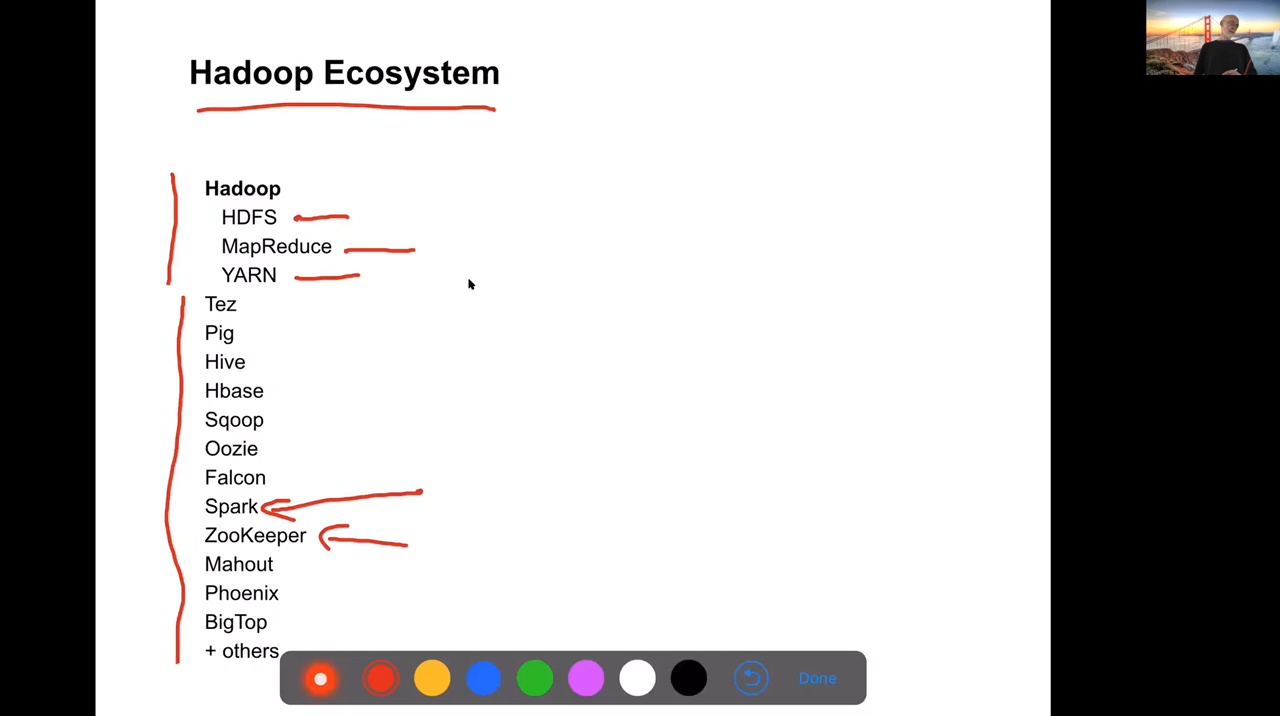 Hadoop Ecosystem
Hadoop
HDFS
MapReduce
YARN
Tez
Pig
Hive
Hbase
Sqoop
Oozie
Falcon
Spark
ZooKeeper
Mahout
Phoenix
BigTop
+ others
Done